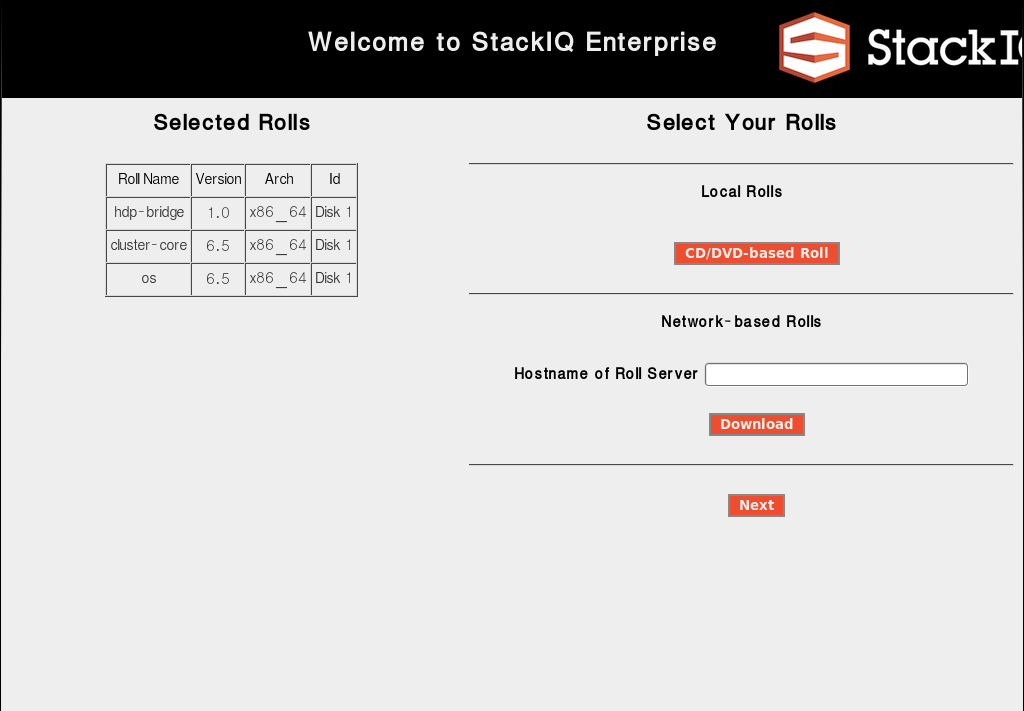 Welcome to StackIQ Enterprise
StackI
Selected Rolls
Roll Name Version Arch Id
hdp-bridge 1.0 x86_64 Disk 1
cluster-core 6.5 x86_64 Disk 1
os 6.5 x86_64 Disk 1
Select Your Rolls
Local Rolls
CD/DVD-based Roll
Network-based Rolls
Hostname of Roll Server
Download
Next